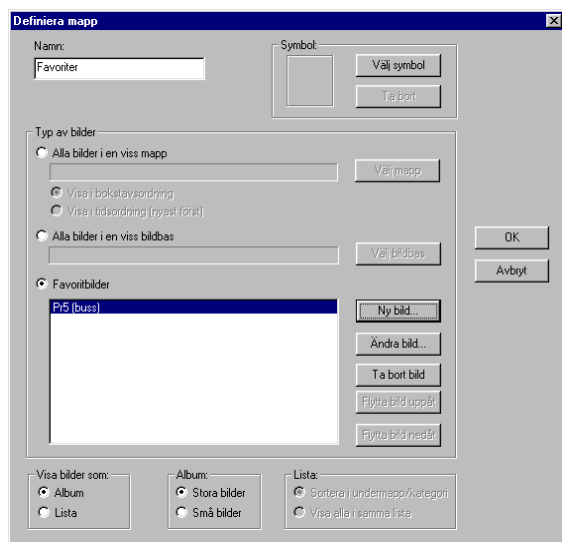 Definiera mapp
Namn:
Favoriter
Symbol:
Välj symbol
Ta bort
Typ av bilder
Alla bilder i en viss mapp
Välj mapp
Visa i bokstavsordning
Visa i tidsordning (nyast först)
Alla bilder i en viss bildbas
Välj bildbas
OK
Avbryt
Favoritbilder
Pr5 (buss)
Ny bild...
Ändra bild...
Ta bort bild
Flytta bild uppåt
Flytta bild nedåt
Visa bilder som:
Album
Lista
Album:
Stora bilder
Små bilder
Lista:
Sortera i undermapp/kategori
Visa alla i samma lista